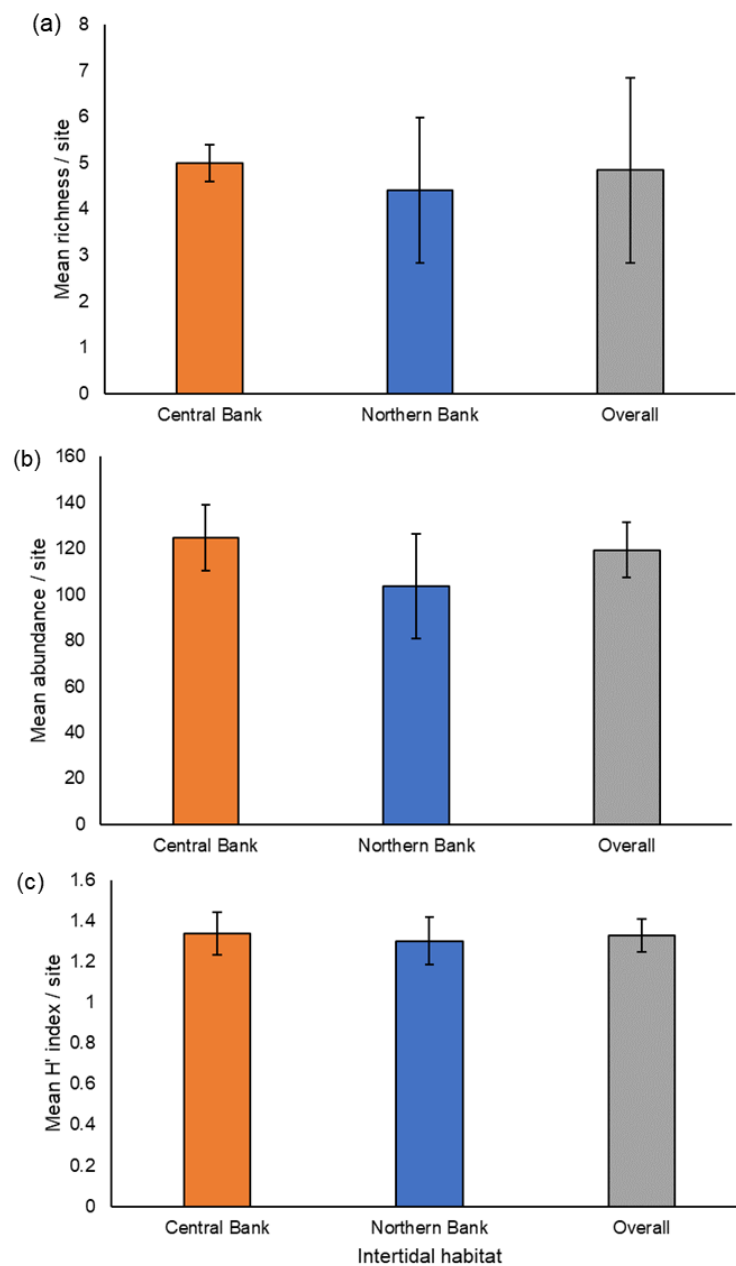 (a)
8
7
6
5
4
3
2
1
0
Mean richness / site
Central Bank Northern Bank Overall
(b)
160
140
120
100
80
60
40
20
0
Mean abundance / site
Central Bank Northern Bank Overall
(c)
1.6
1.4
1.2
1
0.8
0.6
0.4
0.2
0
Mean H' index / site
Central Bank Northern Bank Overall
Intertidal habitat